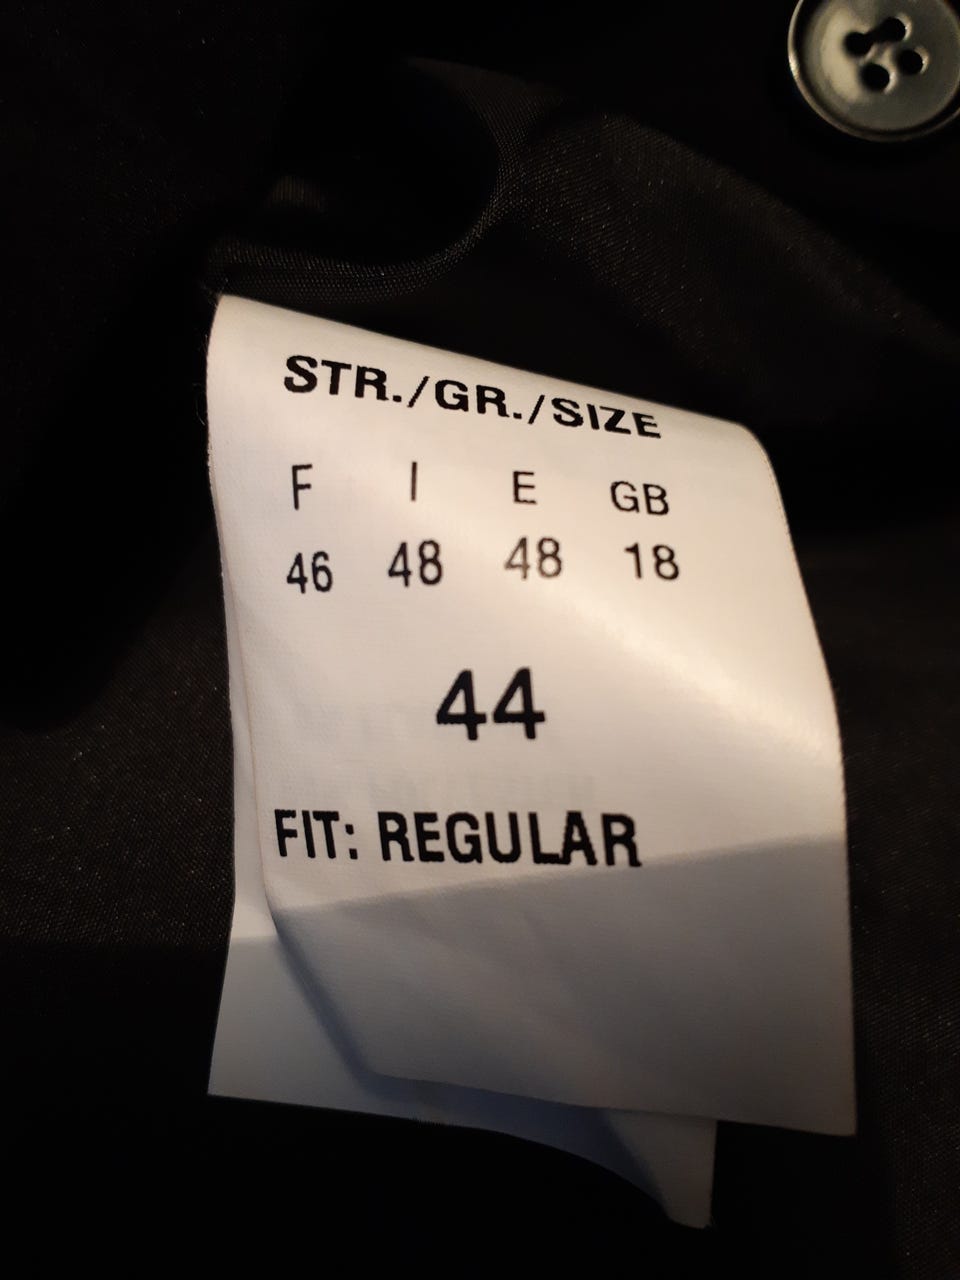 STR./GR./SIZE
F I E GB
46 48 48 18
44
FIT: REGULAR